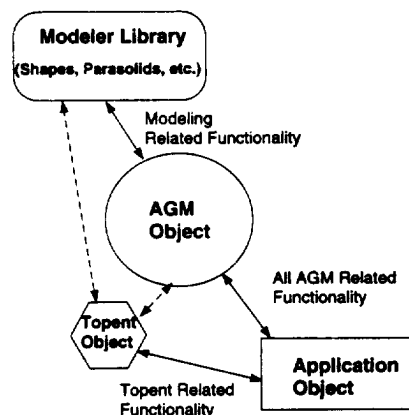 Modeler Library
(Shapes, Parasolids, etc.)
Modeling
Related Functionality
AGM
Object
All AGM Related
Functionality
Topent
Object
Application
Object
Topent Related
Functionality